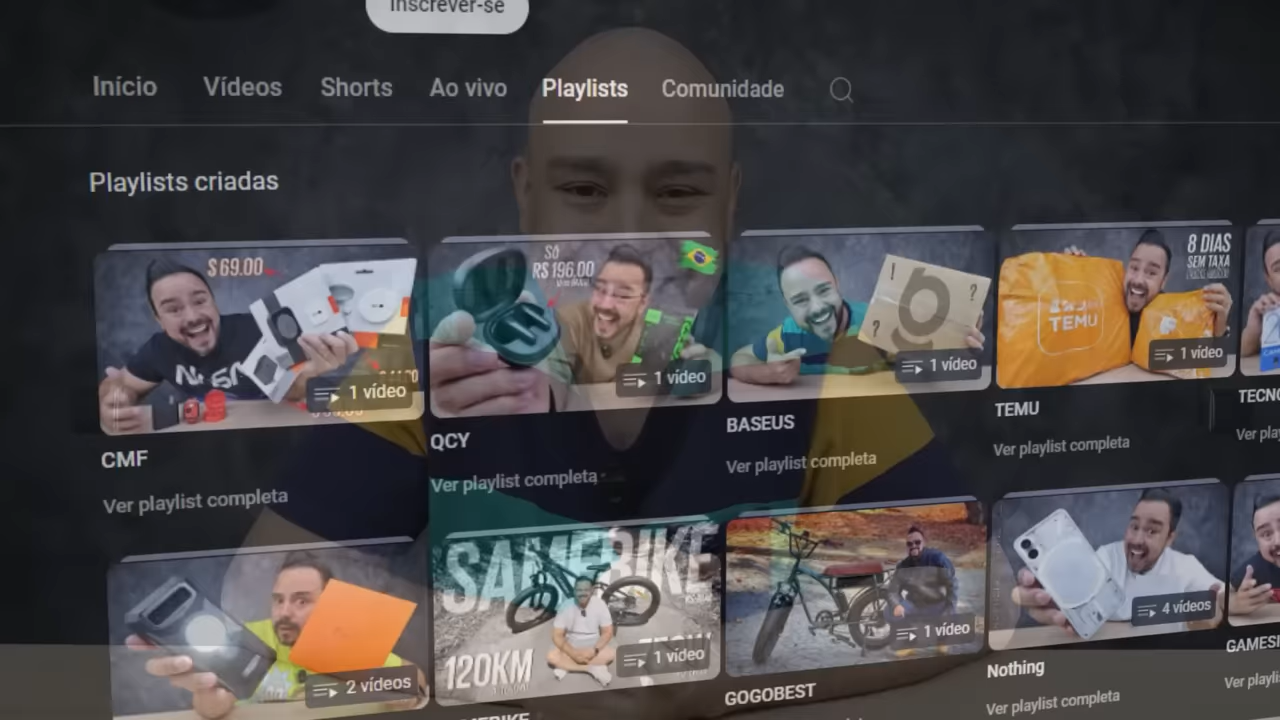 Inscrever-se
Início
Vídeos
Shorts
Ao vivo
Playlists
Comunidade
Playlists criadas
$ 69.00
1 vídeo
CMF
Ver playlist completa
SÓ
R$ 196.00
1 vídeo
QCY
Ver playlist completa
!
?
?
1 vídeo
BASEUS
Ver playlist completa
8 DIAS
SEM TAXA
TEMU
1 vídeo
TEMU
Ver playlist completa
2 vídeos
SAMEBIKE
120KM
1 vídeo
1 vídeo
GOGOBEST
4 vídeos
Nothing
Ver playlist completa